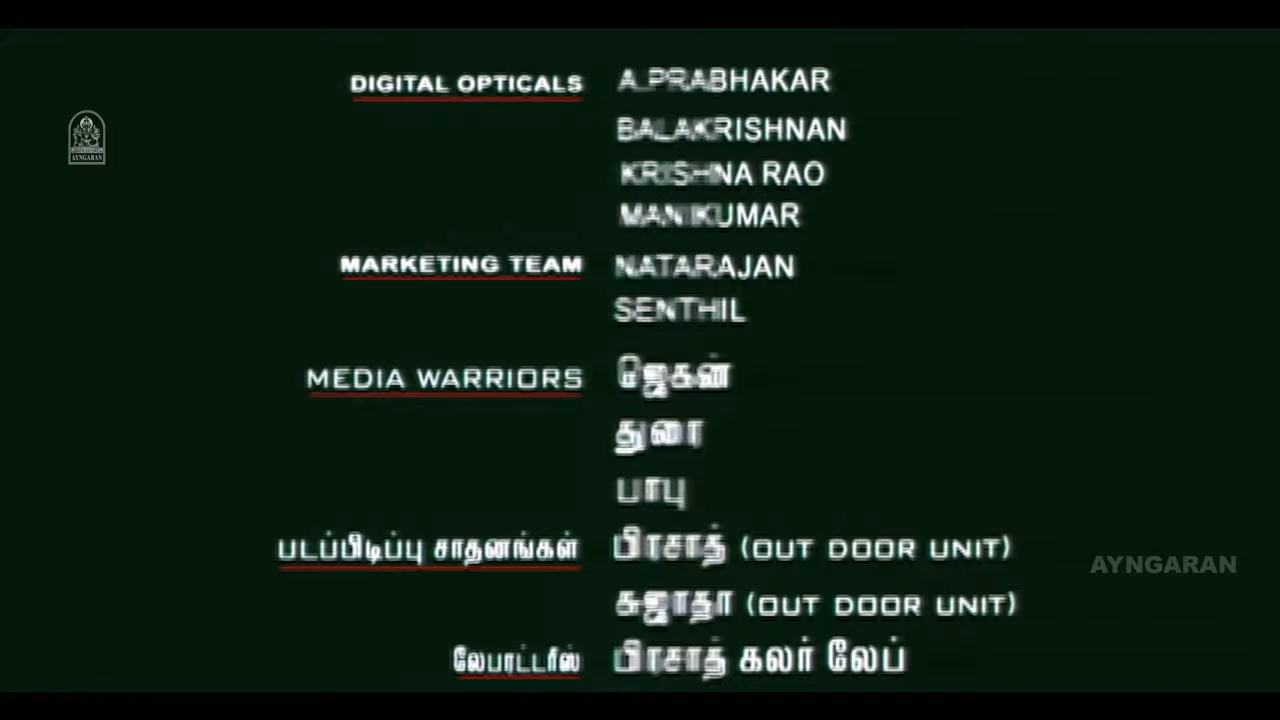 DIGITAL OPTICALS A.PRABHAKAR
BALAKRISHNAN
AYNGARAN
KRISHNA RAO
MANIKUMAR
MARKETING TEAM NATARAJAN
SENTHIL
MEDIA WARRIORS ஜெகன்
துரை
பாபு
படப்பிடிப்பு சாதனங்கள் பிரசாத் (OUT DOOR UNIT)
AYNGARAN
சுஜாதா (OUT DOOR UNIT)
லேபரட்டரீஸ் பிரசாத் கலர் லேப்